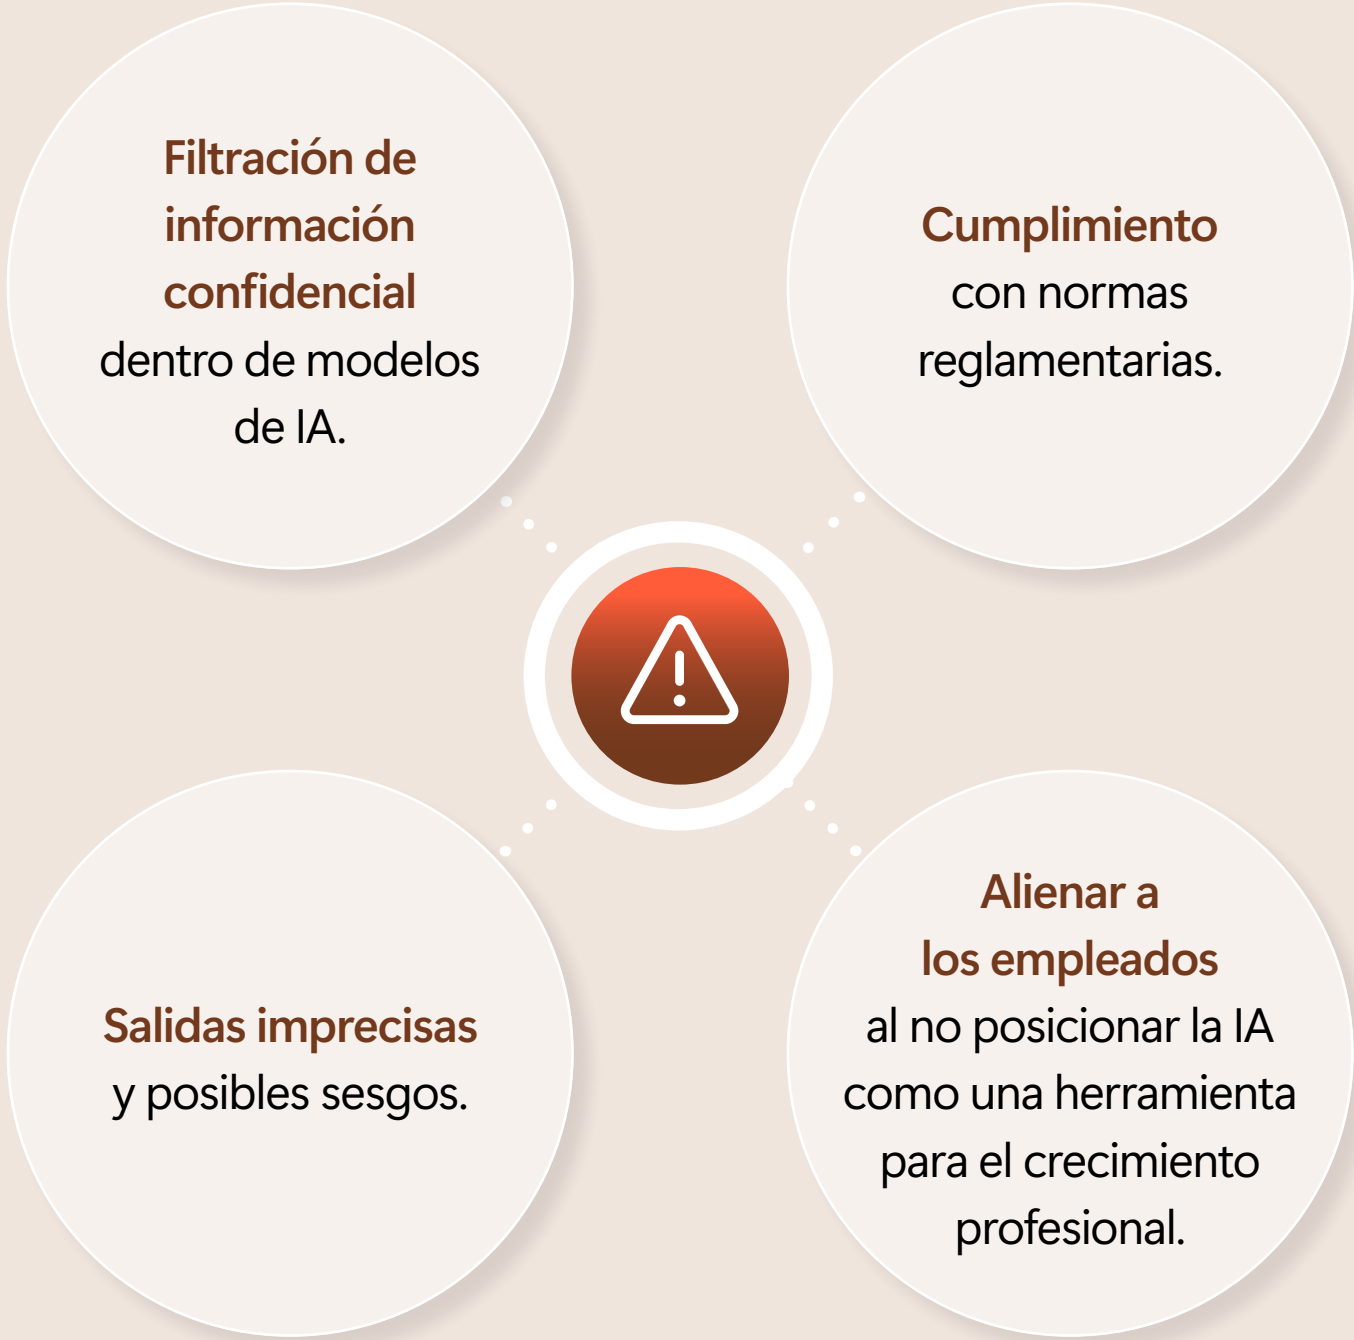 Filtración de
información
confidencial
dentro de modelos
de IA.
Cumplimiento
con normas
reglamentarias.
Salidas imprecisas
y posibles sesgos.
Alienar a
los empleados
al no posicionar la IA
como una herramienta
para el crecimiento
profesional.